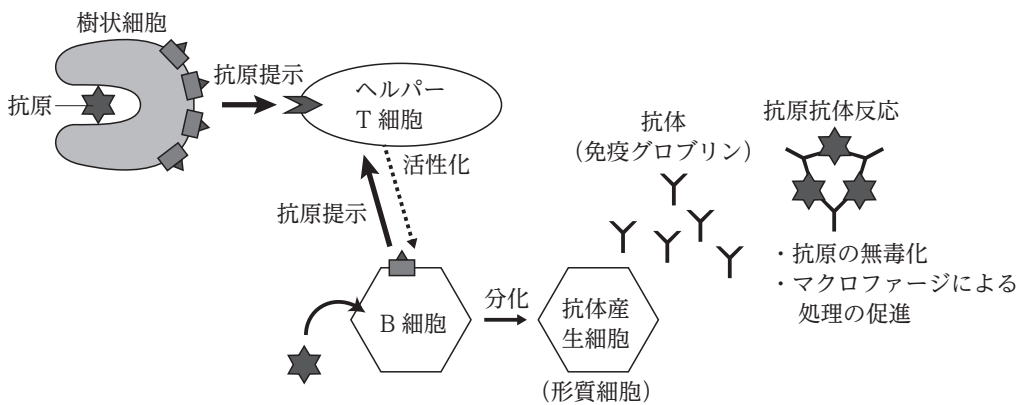 樹状細胞
抗原
抗原提示
ヘルパー
T 細胞
活性化
抗原提示
B 細胞
分化
抗体産
生細胞
(形質細胞)
抗体
(免疫グロブリン)
抗原抗体反応
・抗原の無毒化
・マクロファージによる
処理の促進